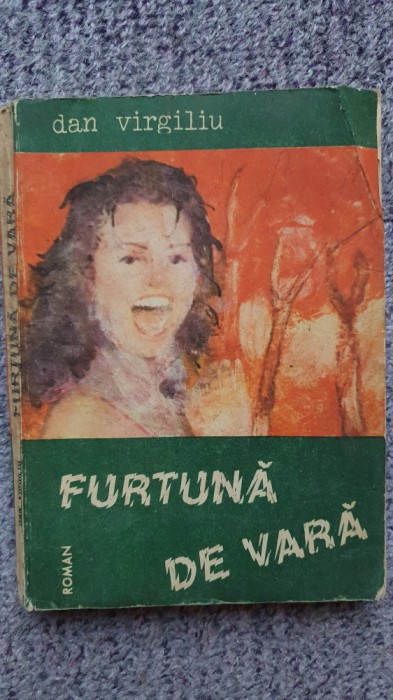 dan virgiliu
FURTUNĂ
DE VARĂ
ROMAN
FURTUNĂ DE VARĂ